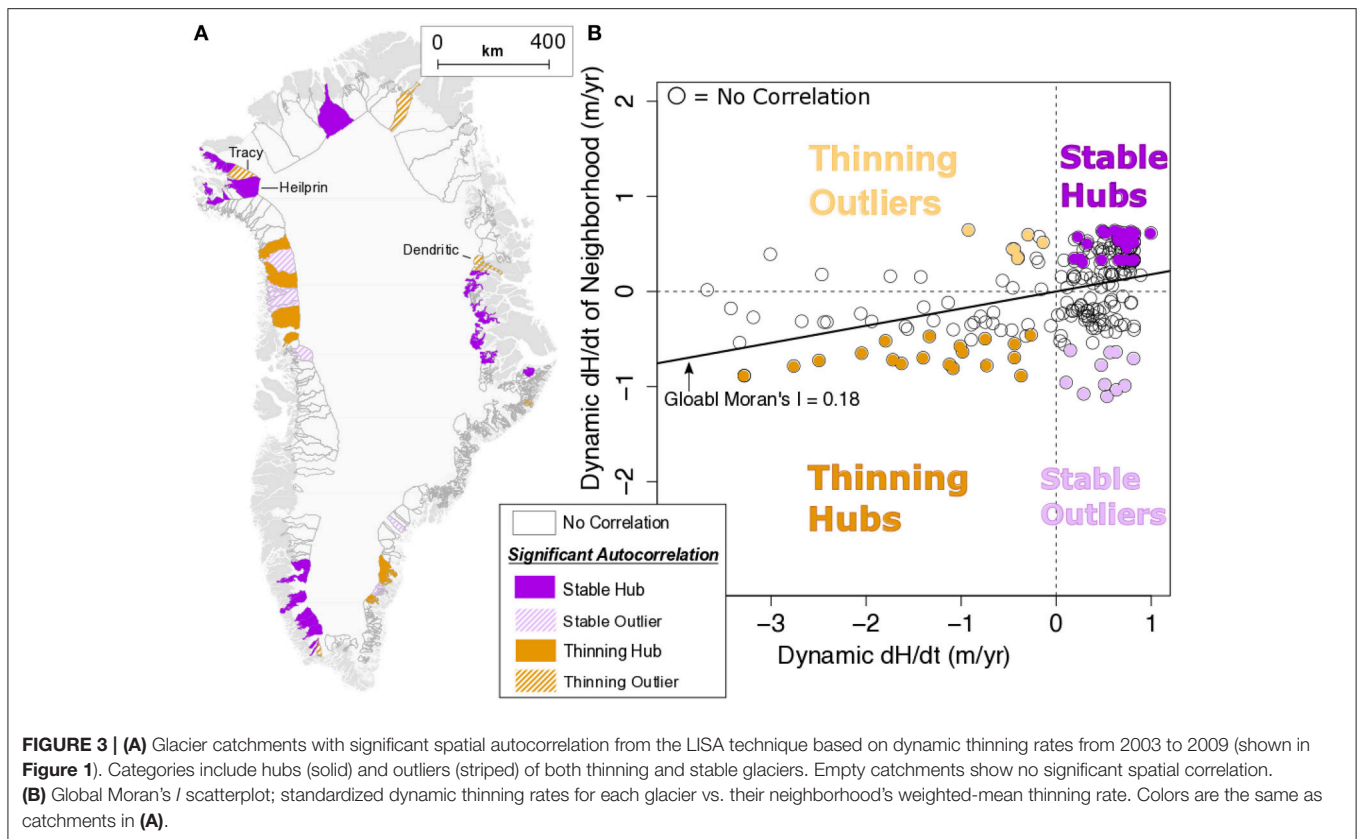 A
0 400
km
Tracy
Heilprin
Dendritic
No Correlation
Significant Autocorrelation
Stable Hub
Stable Outlier
Thinning Hub
Thinning Outlier
B
Dynamic dH/dt of Neighborhood (m/yr)
2
1
0
−1
−2
= No Correlation
Thinning
Outliers
Stable
Hubs
Gloabl Moran's I = 0.18
Thinning
Hubs
Stable
Outliers
−3 −2 −1 0 1
Dynamic dH/dt (m/yr)
FIGURE 3 | (A) Glacier catchments with significant spatial autocorrelation from the LISA technique based on dynamic thinning rates from 2003 to 2009 (shown in
Figure 1). Categories include hubs (solid) and outliers (striped) of both thinning and stable glaciers. Empty catchments show no significant spatial correlation.
(B) Global Moran's I scatterplot; standardized dynamic thinning rates for each glacier vs. their neighborhood's weighted-mean thinning rate. Colors are the same as
catchments in (A).